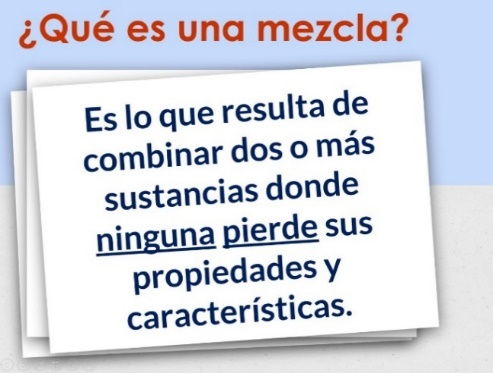 ¿Qué es una mezcla?
Es lo que resulta de
combinar dos o más
sustancias donde
ninguna pierde sus
propiedades y
características.